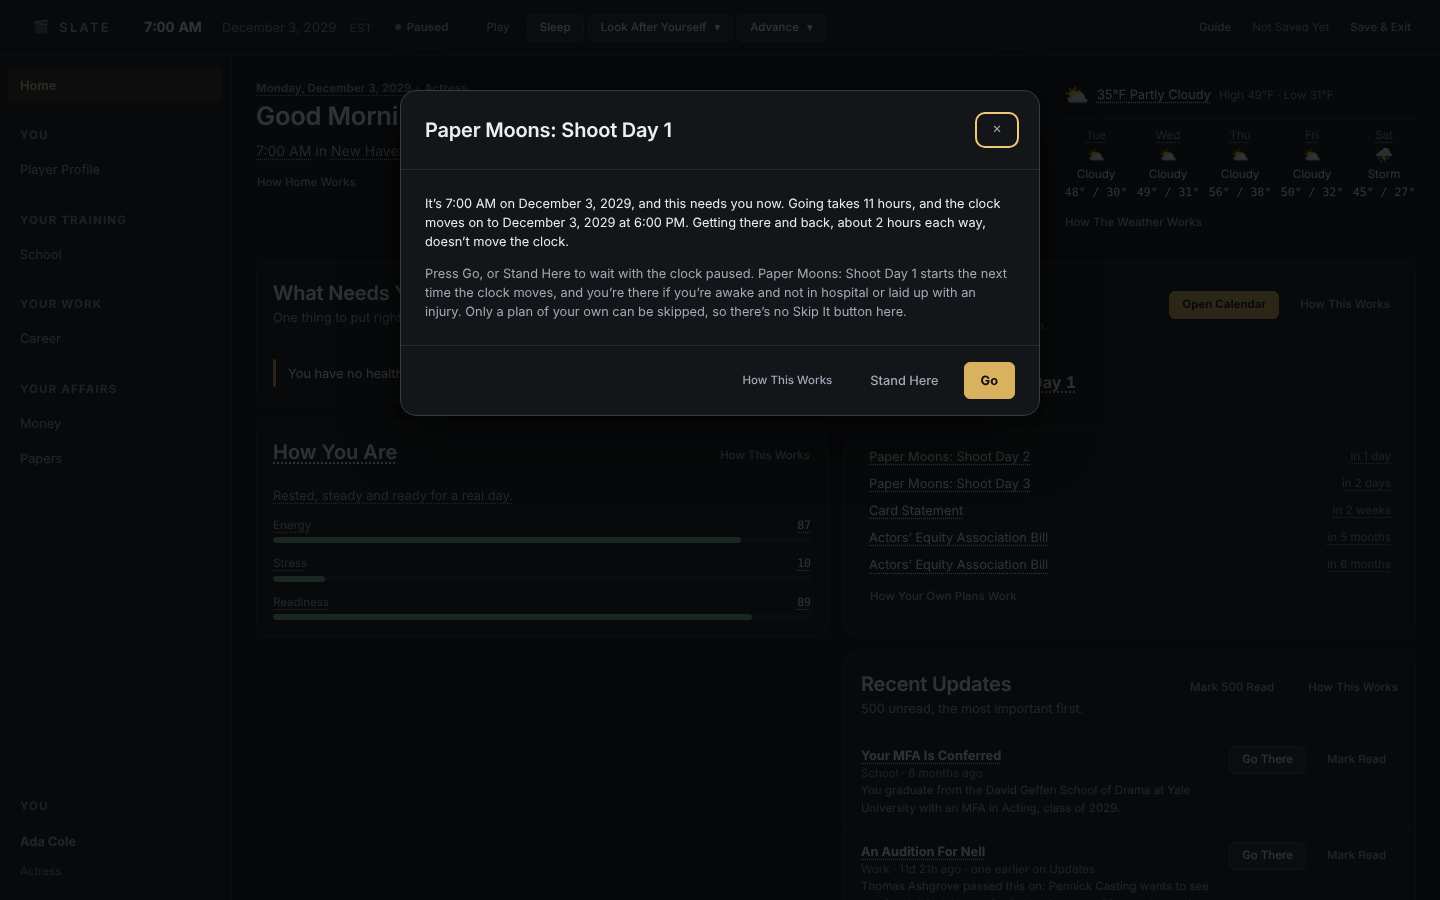 SLATE
7:00 AM
December 3, 2029
EST
Paused
Play
Sleep
Look After Yourself
Advance
Guide
Not Saved Yet
Save & Exit
Home
YOU
Player Profile
YOUR TRAINING
School
YOUR WORK
Career
YOUR AFFAIRS
Money
Papers
YOU
Ada Cole
Actress
Monday, December 3, 2029 · Actress
Good Morni
7:00 AM in New Have
How Home Works
35°F Partly Cloudy High 49°F · Low 31°F
Tue Wed Thu Fri Sat
Cloudy Cloudy Cloudy Cloudy Storm
48° / 30° 49° / 31° 56° / 38° 50° / 32° 45° / 27°
How The Weather Works
Paper Moons: Shoot Day 1
×
It’s 7:00 AM on December 3, 2029, and this needs you now. Going takes 11 hours, and the clock
moves on to December 3, 2029 at 6:00 PM. Getting there and back, about 2 hours each way,
doesn’t move the clock.
Press Go, or Stand Here to wait with the clock paused. Paper Moons: Shoot Day 1 starts the next
time the clock moves, and you’re there if you’re awake and not in hospital or laid up with an
injury. Only a plan of your own can be skipped, so there’s no Skip It button here.
How This Works
Stand Here
Go
What Needs Y
One thing to put right
You have no health
How You Are
How This Works
Rested, steady and ready for a real day.
Energy 87
Stress 10
Readiness 89
Open Calendar
How This Works
ay 1
Paper Moons: Shoot Day 2 in 1 day
Paper Moons: Shoot Day 3 in 2 days
Card Statement in 2 weeks
Actors’ Equity Association Bill in 5 months
Actors’ Equity Association Bill in 6 months
How Your Own Plans Work
Recent Updates
Mark 500 Read
How This Works
500 unread, the most important first.
Your MFA Is Conferred
School · 6 months ago
You graduate from the David Geffen School of Drama at Yale
University with an MFA in Acting, class of 2029.
Go There
Mark Read
An Audition For Nell
Work · 11d 21h ago · one earlier on Updates
Thomas Ashgrove passed this on: Pennick Casting wants to see
Go There
Mark Read